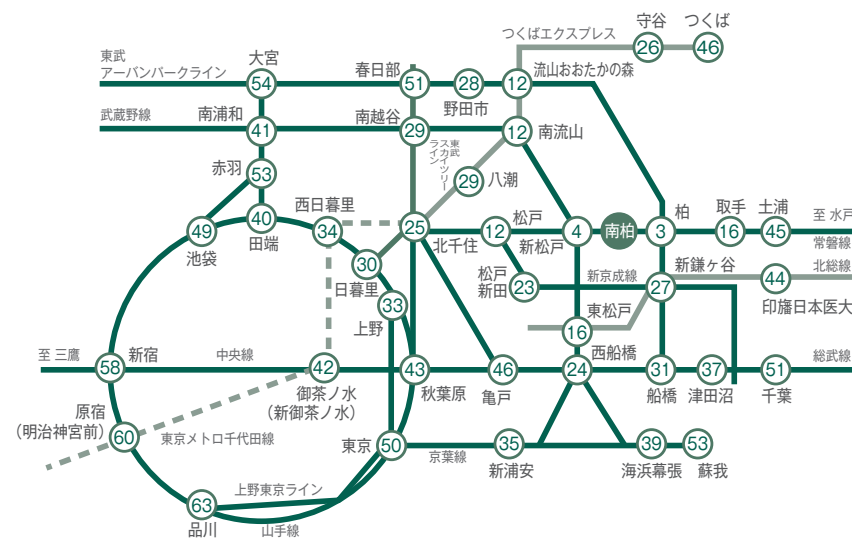 守谷
つくば
つくばエクスプレス
26
46
東武
アーバンパークライン
大宮
春日部
流山おおたかの森
54
51
28
12
野田市
武蔵野線
南浦和
南越谷
41
29
12
南流山
東武
スカイツリー
ライン
赤羽
53
29
八潮
西日暮里
49
40
34
25
池袋
田端
北千住
松戸
12
新松戸
4
南柏
柏
3
取手
16
土浦
45
至 水戸
常磐線
30
日暮里
松戸
新田
23
新京成線
新鎌ヶ谷
27
北総線
44
印旛日本医大
33
上野
東松戸
16
至 三鷹
新宿
中央線
西船橋
総武線
58
42
43
46
24
31
37
51
御茶ノ水
(新御茶ノ水)
秋葉原
亀戸
船橋
津田沼
千葉
原宿
(明治神宮前)
60
東京メトロ千代田線
東京
50
京葉線
35
新浦安
39
海浜幕張
53
蘇我
上野東京ライン
63
品川
山手線